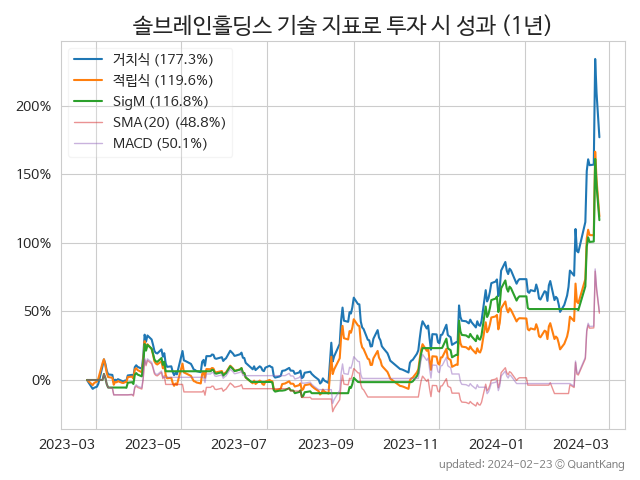 솔브레인홀딩스 기술 지표로 투자 시 성과 (1년)
거치식 (177.3%)
적립식 (119.6%)
SigM (116.8%)
SMA(20) (48.8%)
MACD (50.1%)
200%
150%
100%
50%
0%
2023-03 2023-05 2023-07 2023-09 2023-11 2024-01 2024-03
updated: 2024-02-23 ⓒ QuantKang